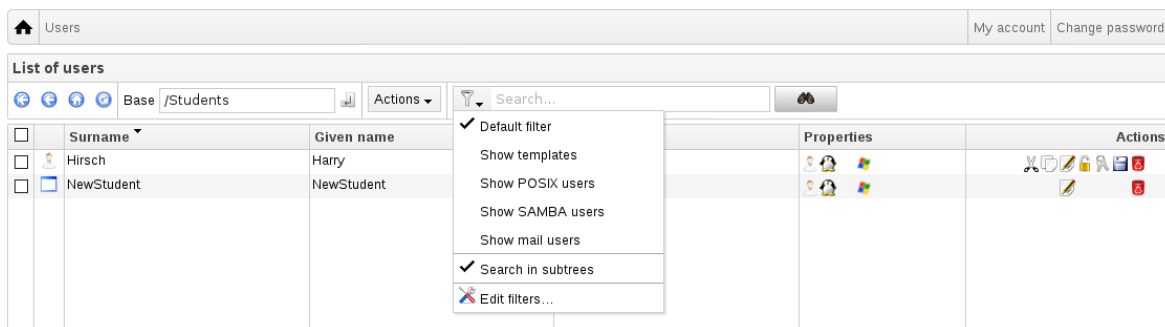 Users My account Change password
List of users
Base /Students Actions Search...
Surname Given name Properties Actions
Default filter
Hirsch Harry
Show templates
NewStudent NewStudent
Show POSIX users
Show SAMBA users
Show mail users
Search in subtrees
Edit filters...